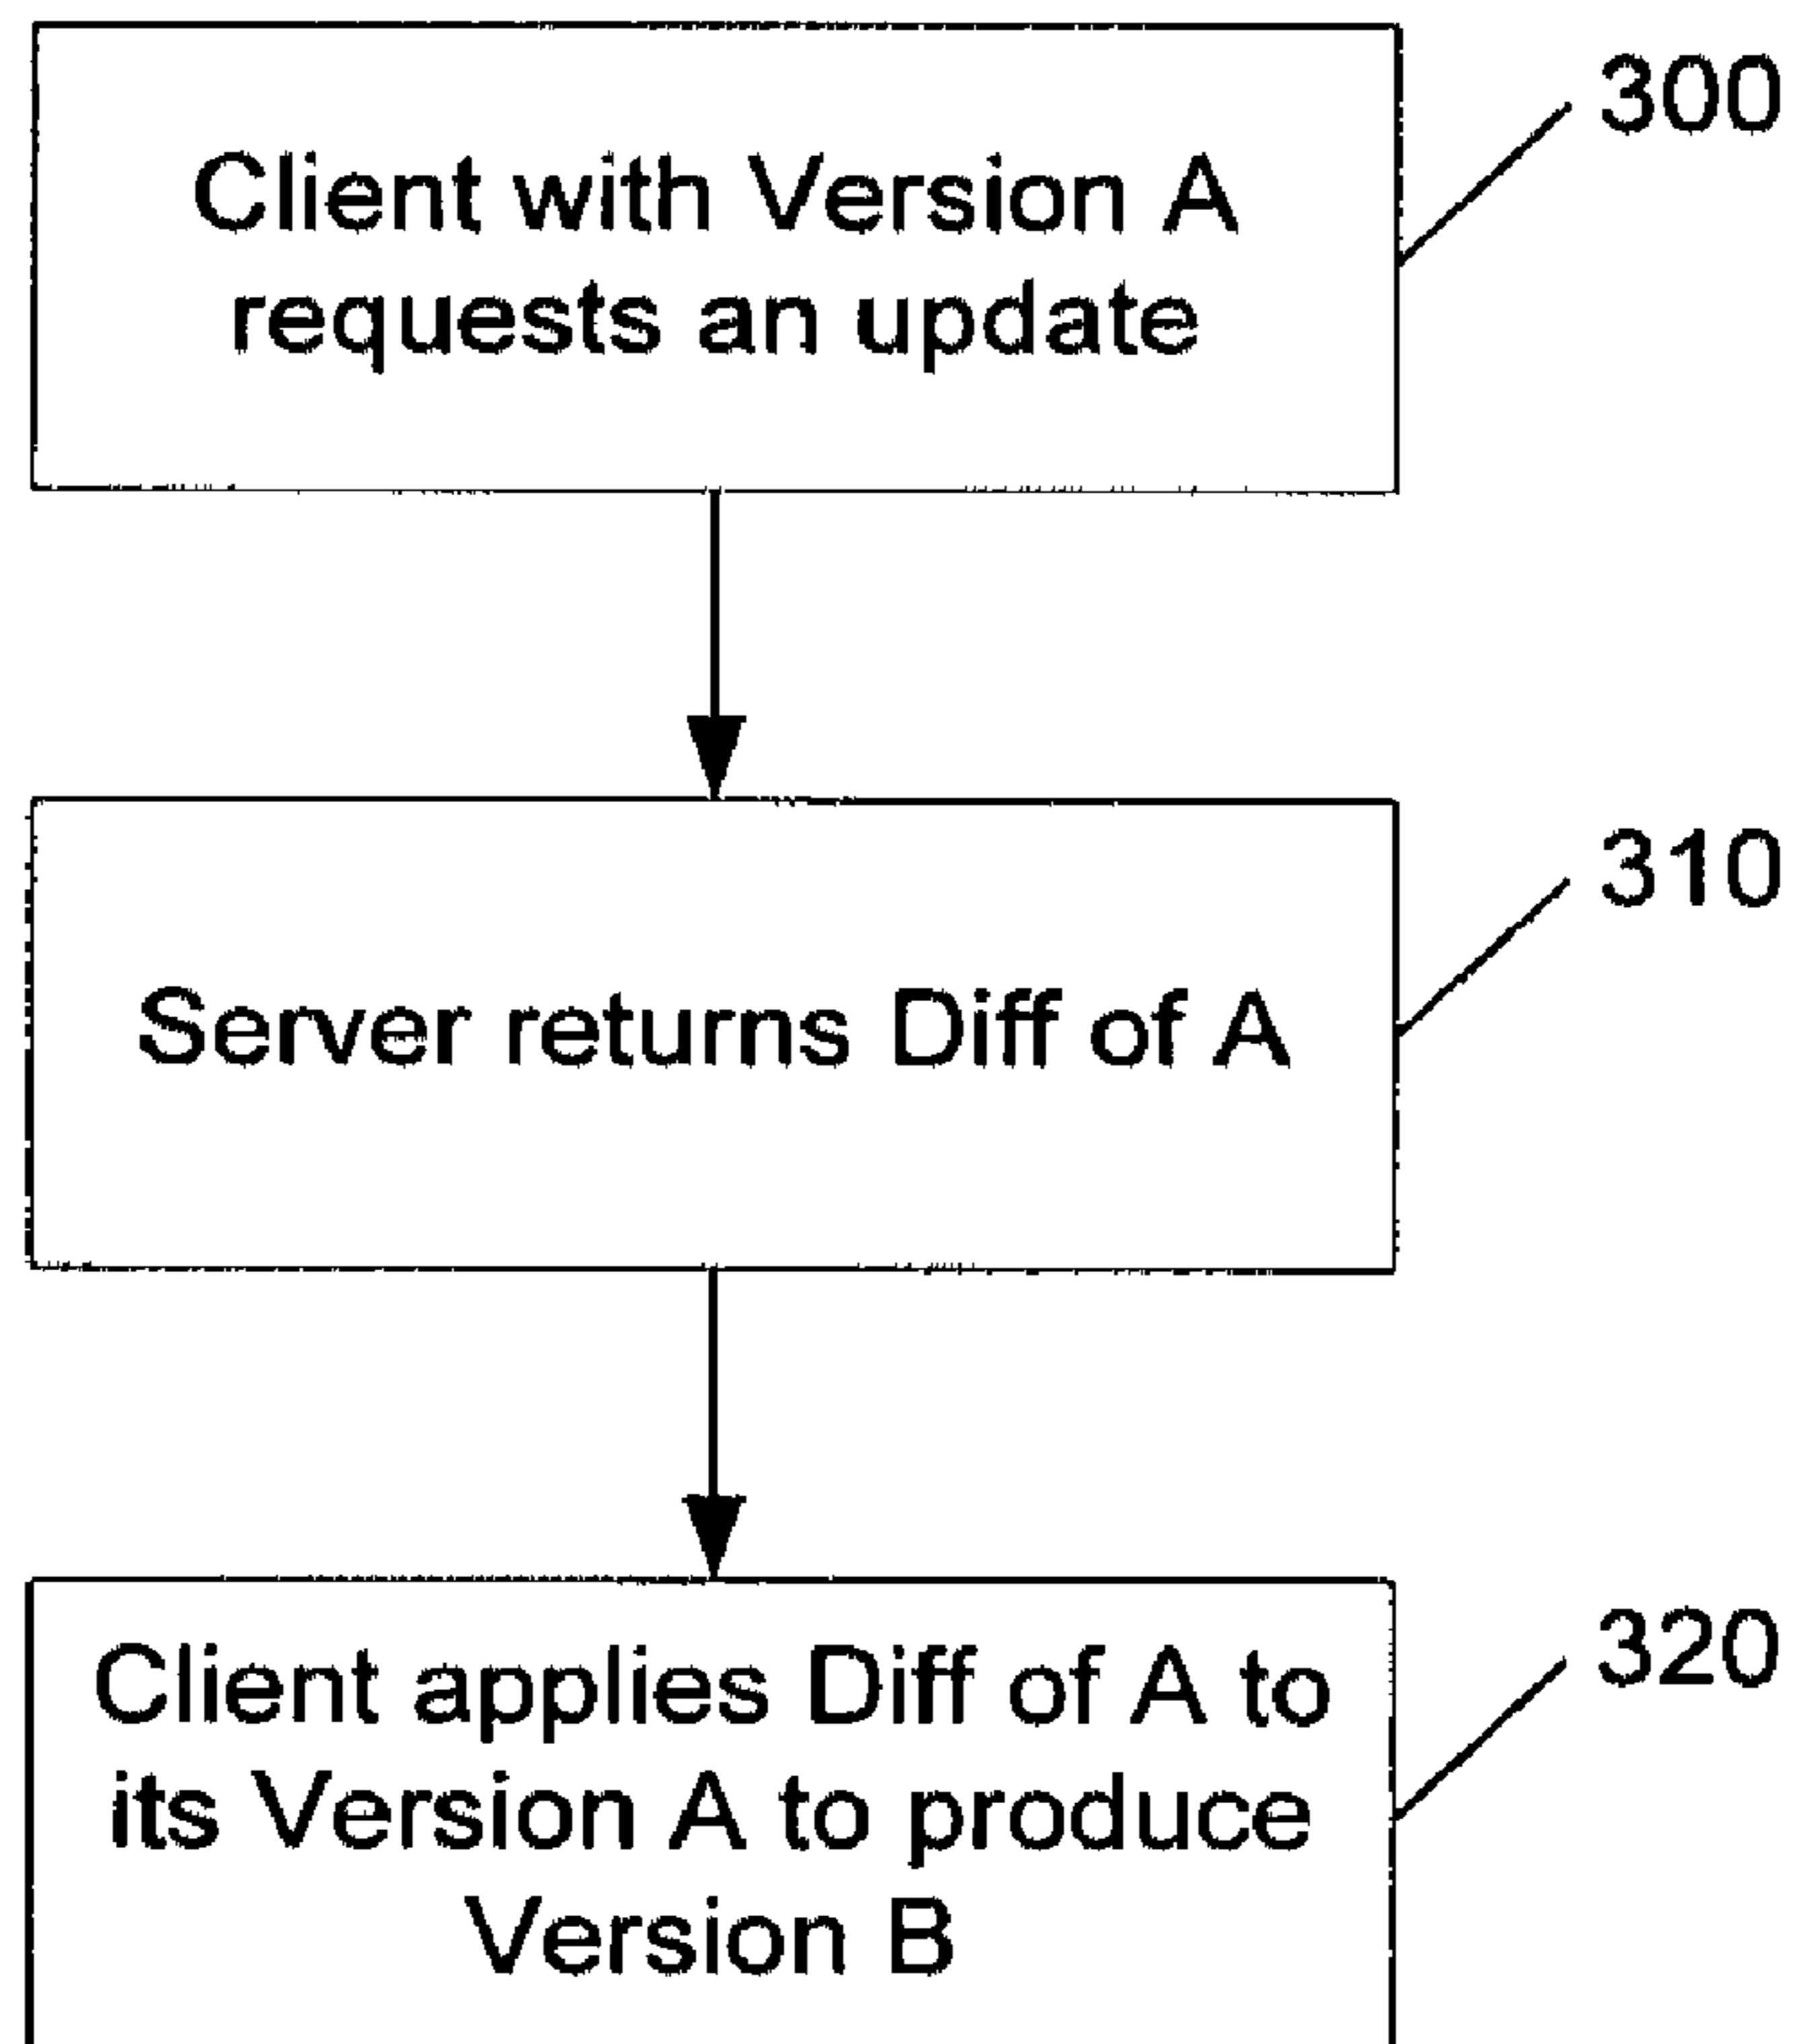 300
Client with Version A
requests an update
310
Server returns Diff of A
320
Client applies Diff of A to
its Version A to produce
Version B